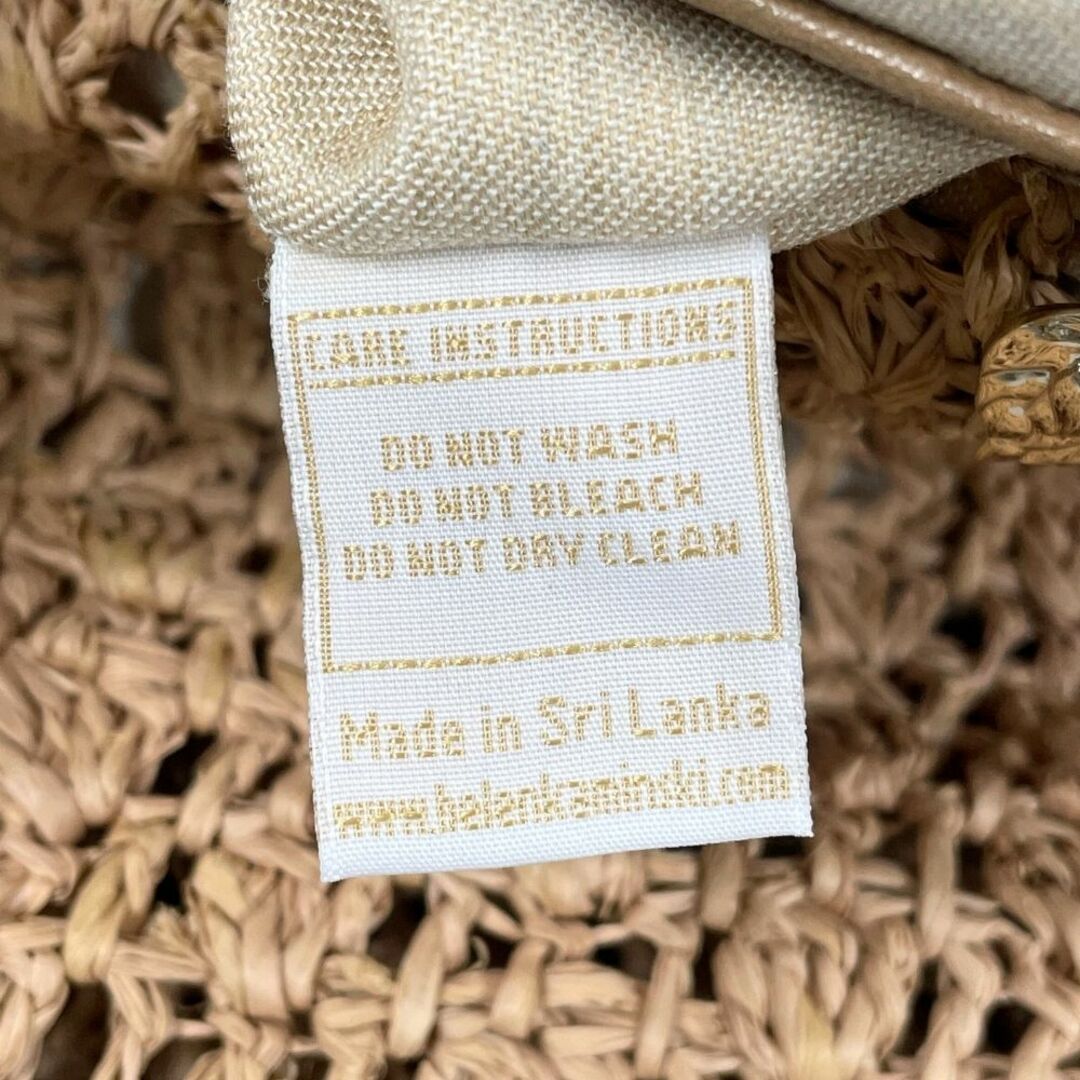 CARE INSTRUCTIONS
DO NOT WASH
DO NOT BLEACH
DO NOT DRY CLEAN
Made in Sri Lanka
www.helenkaminski.com